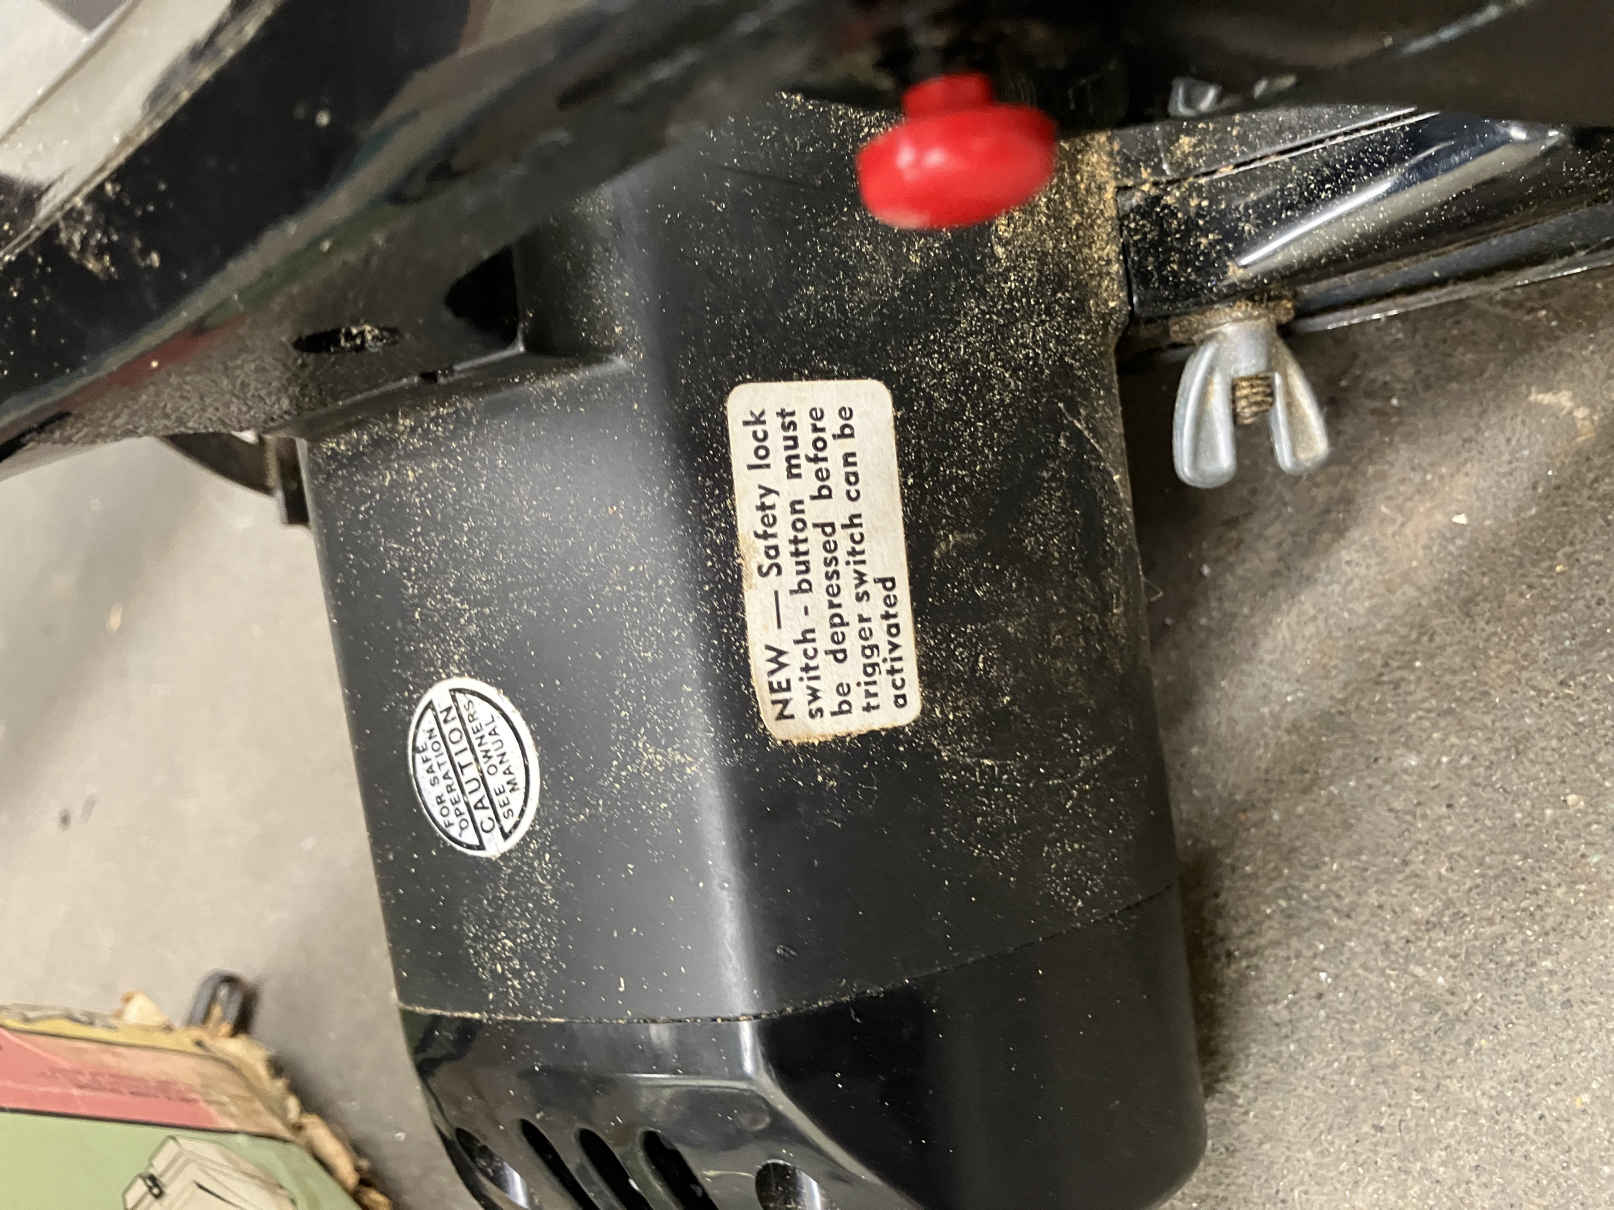 NEW — Safety lock
switch - button must
be depressed before
trigger switch can be
activated
FOR SAFE
OPERATION
CAUTION
SEE OWNERS
MANUAL